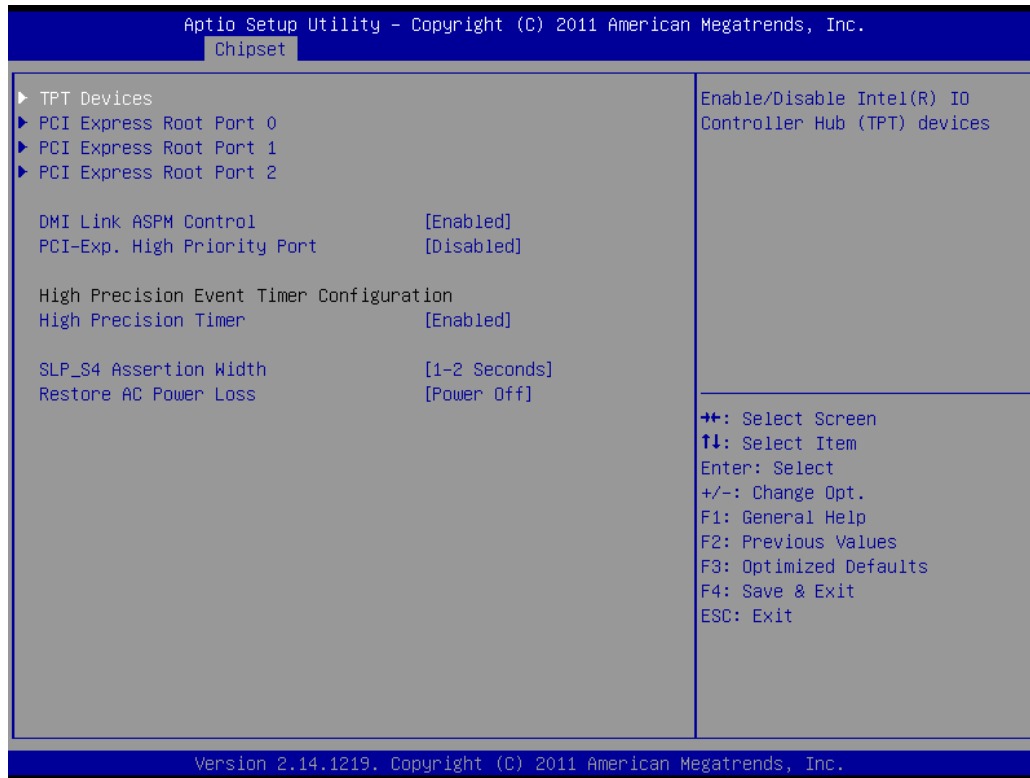 Aptio Setup Utility – Copyright (C) 2011 American Megatrends, Inc.
Chipset
▶ TPT Devices
▶ PCI Express Root Port 0
▶ PCI Express Root Port 1
▶ PCI Express Root Port 2
DMI Link ASPM Control [Enabled]
PCI-Exp. High Priority Port [Disabled]
High Precision Event Timer Configuration
High Precision Timer [Enabled]
SLP_S4 Assertion Width [1-2 Seconds]
Restore AC Power Loss [Power Off]
Enable/Disable Intel(R) IO
Controller Hub (TPT) devices
→←: Select Screen
↑↓: Select Item
Enter: Select
+/-: Change Opt.
F1: General Help
F2: Previous Values
F3: Optimized Defaults
F4: Save & Exit
ESC: Exit
Version 2.14.1219. Copyright (C) 2011 American Megatrends, Inc.